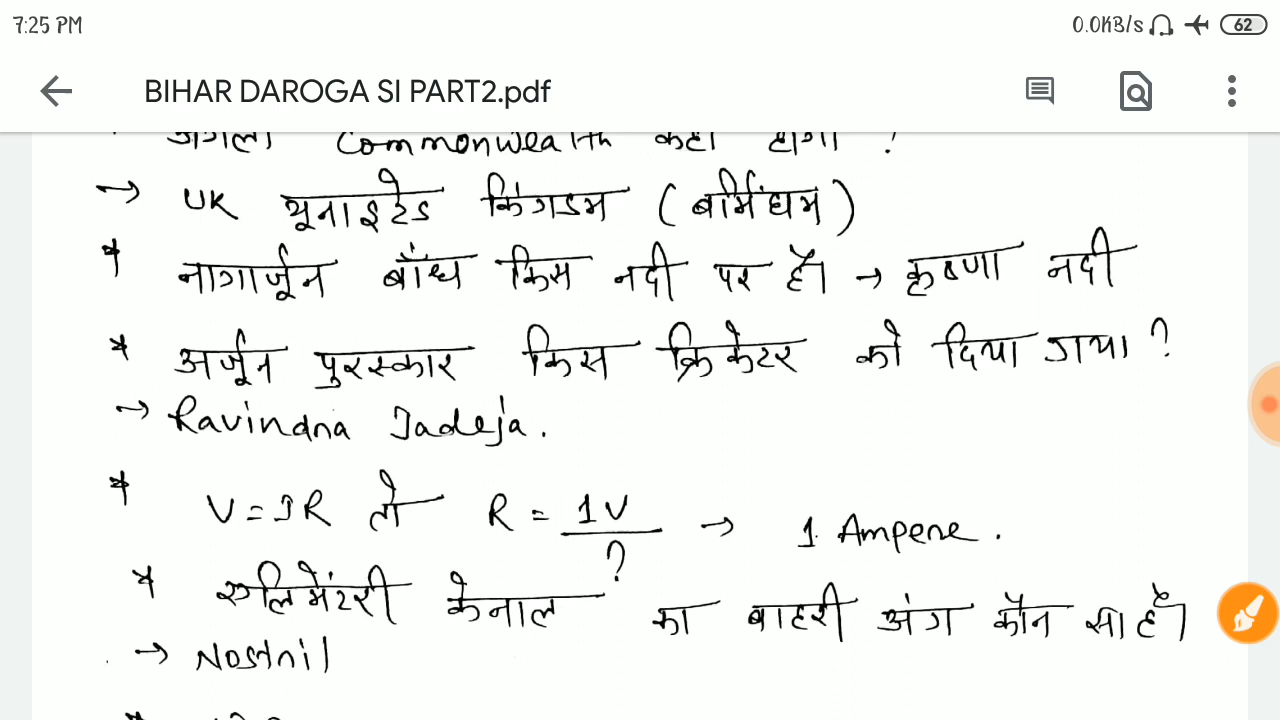 7:25 PM 0.0KB/s 62
BIHAR DAROGA SI PART2.pdf
* अगला Commonwealth कहा होगा ?
→ UK यूनाइटेड किंगडम (बर्मिंघम)
* नागार्जून बाँध किस नदी पर है। → कृष्णा नदी
* अर्जून पुरस्कार किस क्रिकेटर को दिया गया ?
→ Ravindra Jadeja.
* V = IR तो R = 1V / ? → 1 Ampere.
* एलिमेंटरी केनाल का बाहरी अंग कौन सा है।
→ Nostril